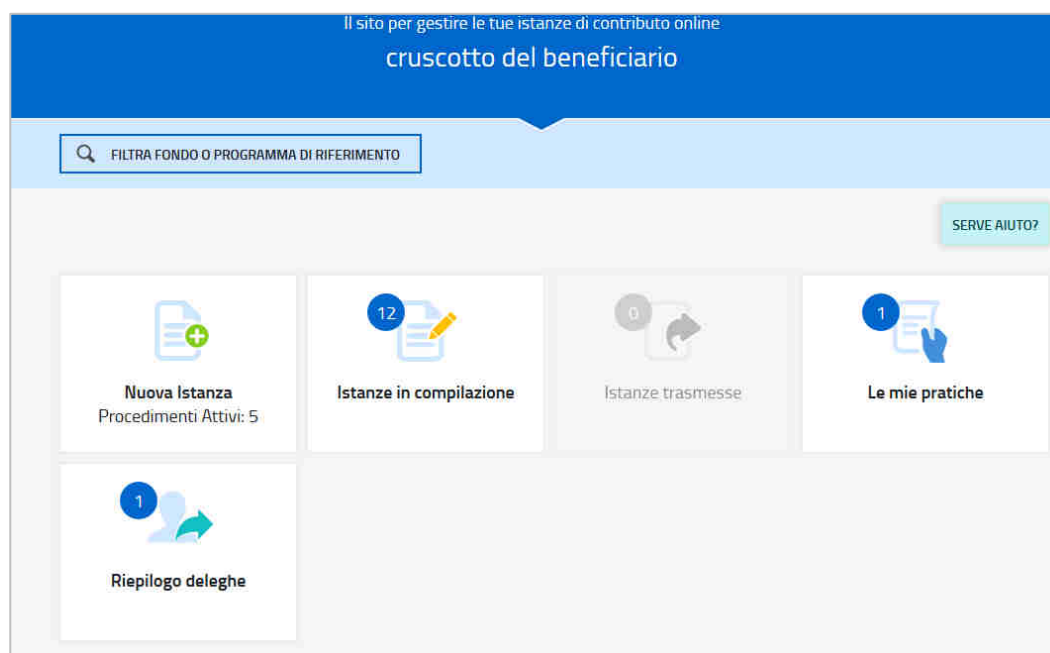 Il sito per gestire le tue istanze di contributo online
cruscotto del beneficiario
FILTRA FONDO O PROGRAMMA DI RIFERIMENTO
SERVE AIUTO?
Nuova Istanza
Procedimenti Attivi: 5
12
Istanze in compilazione
0
Istanze trasmesse
1
Le mie pratiche
1
Riepilogo deleghe